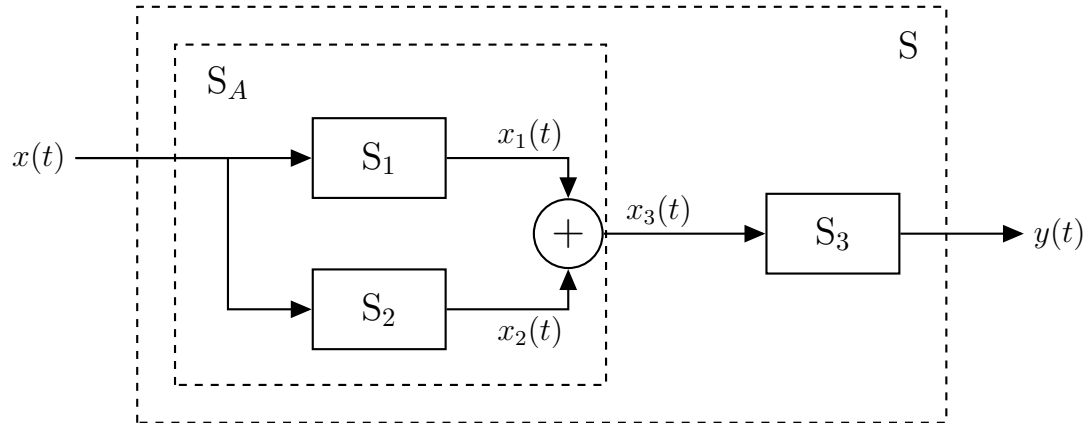 S
S_A
x_1(t)
x(t)
S_1
x_3(t)
+
S_3
y(t)
S_2
x_2(t)